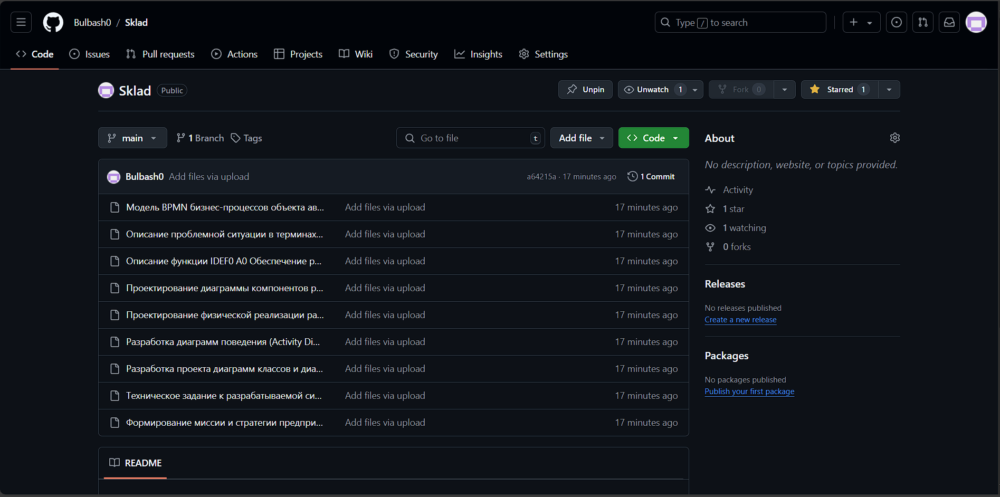 Bulbash0 / Sklad
Type / to search
Code Issues Pull requests Actions Projects Wiki Security Insights Settings
Sklad Public
Unpin Unwatch 1 Fork 0 Starred 1
main 1 Branch Tags Go to file t Add file Code
Bulbash0 Add files via upload a64215a · 17 minutes ago 1 Commit
Модель BPMN бизнес-процессов объекта ав... Add files via upload 17 minutes ago
Описание проблемной ситуации в терминах... Add files via upload 17 minutes ago
Описание функции IDEF0 A0 Обеспечение р... Add files via upload 17 minutes ago
Проектирование диаграммы компонентов р... Add files via upload 17 minutes ago
Проектирование физической реализации ра... Add files via upload 17 minutes ago
Разработка диаграмм поведения (Activity Di... Add files via upload 17 minutes ago
Разработка проекта диаграмм классов и диа... Add files via upload 17 minutes ago
Техническое задание к разрабатываемой си... Add files via upload 17 minutes ago
Формирование миссии и стратегии предпри... Add files via upload 17 minutes ago
README
About
No description, website, or topics provided.
Activity
1 star
1 watching
0 forks
Releases
No releases published
Create a new release
Packages
No packages published
Publish your first package